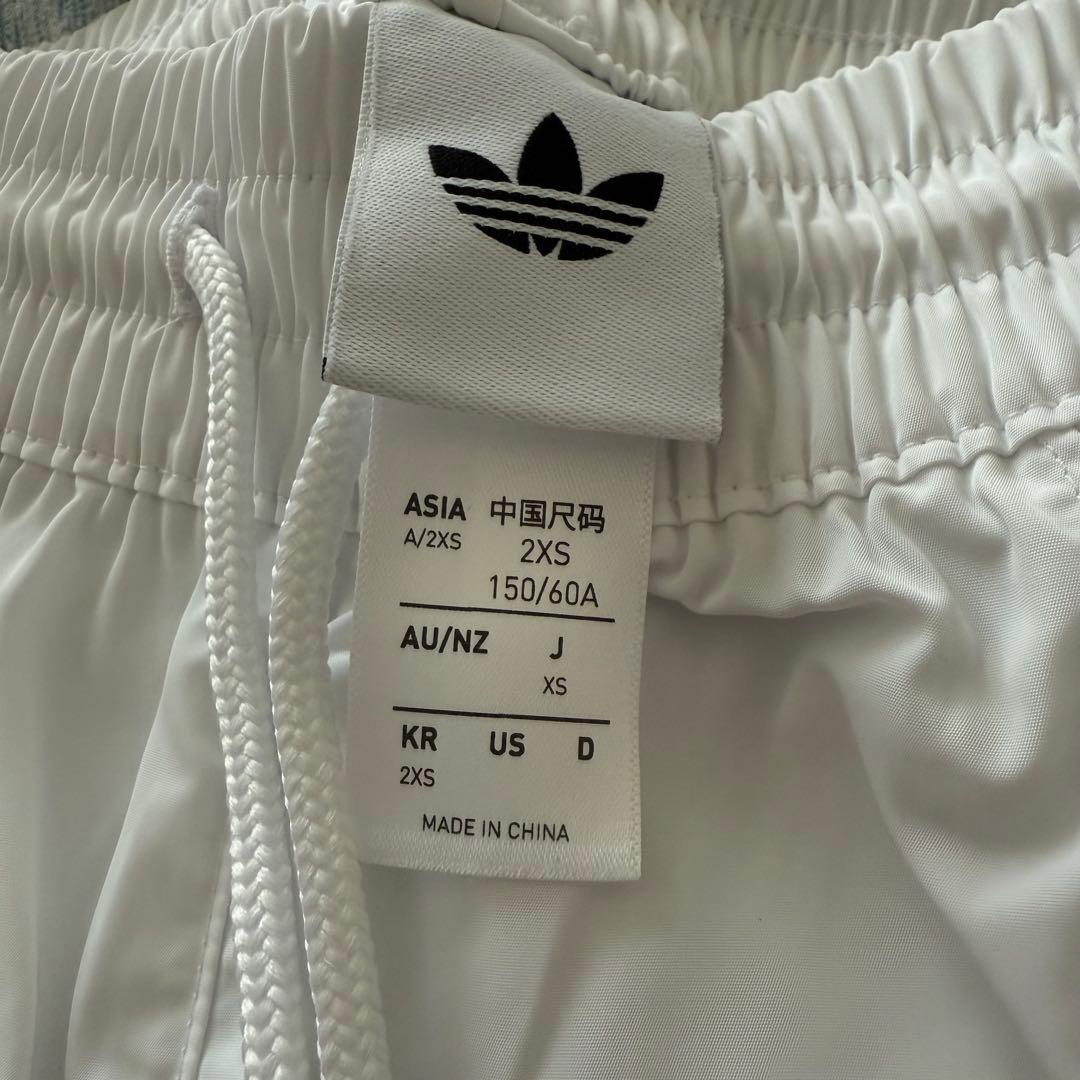 ASIA 中国尺码
A/2XS 2XS
150/60A
AU/NZ J
XS
KR US D
2XS
MADE IN CHINA